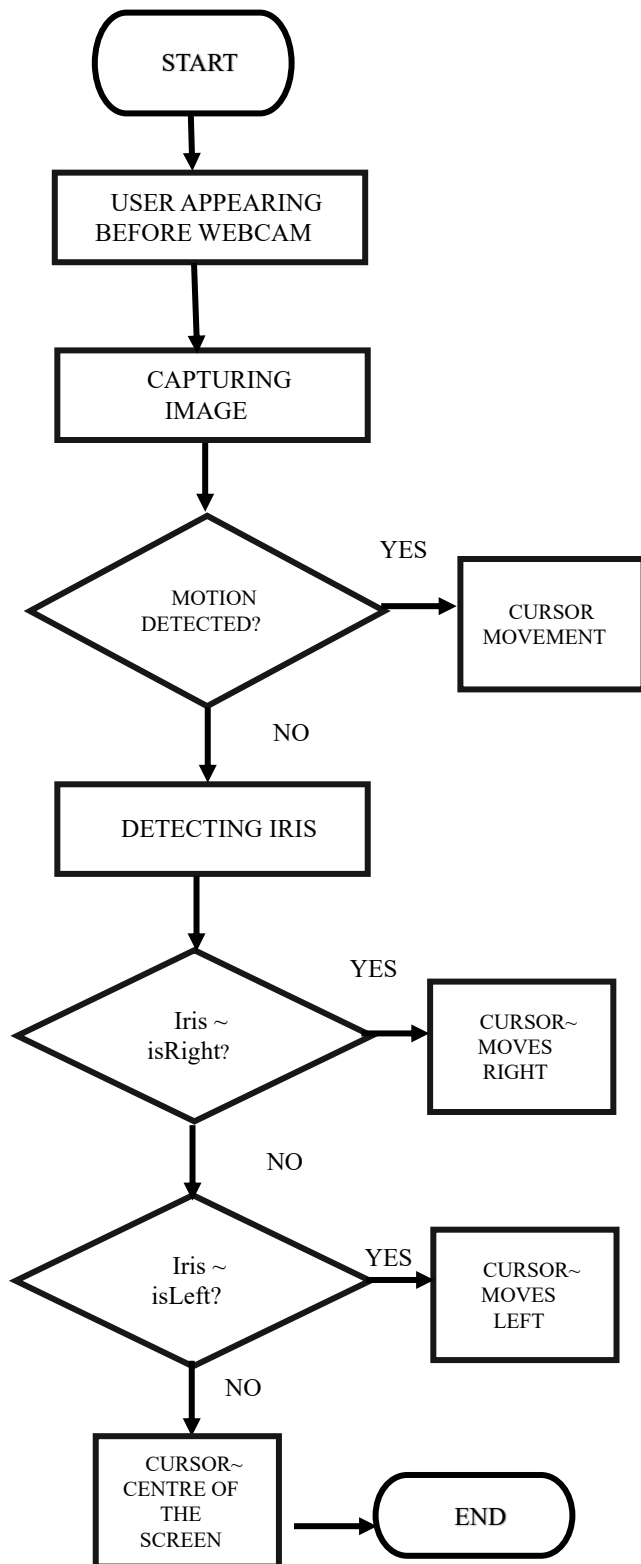 START
USER APPEARING
BEFORE WEBCAM
CAPTURING
IMAGE
YES
MOTION
DETECTED?
CURSOR
MOVEMENT
NO
DETECTING IRIS
YES
Iris ~
isRight?
CURSOR~
MOVES
RIGHT
NO
Iris ~
isLeft?
YES
CURSOR~
MOVES
LEFT
NO
CURSOR~
CENTRE OF
THE
SCREEN
END